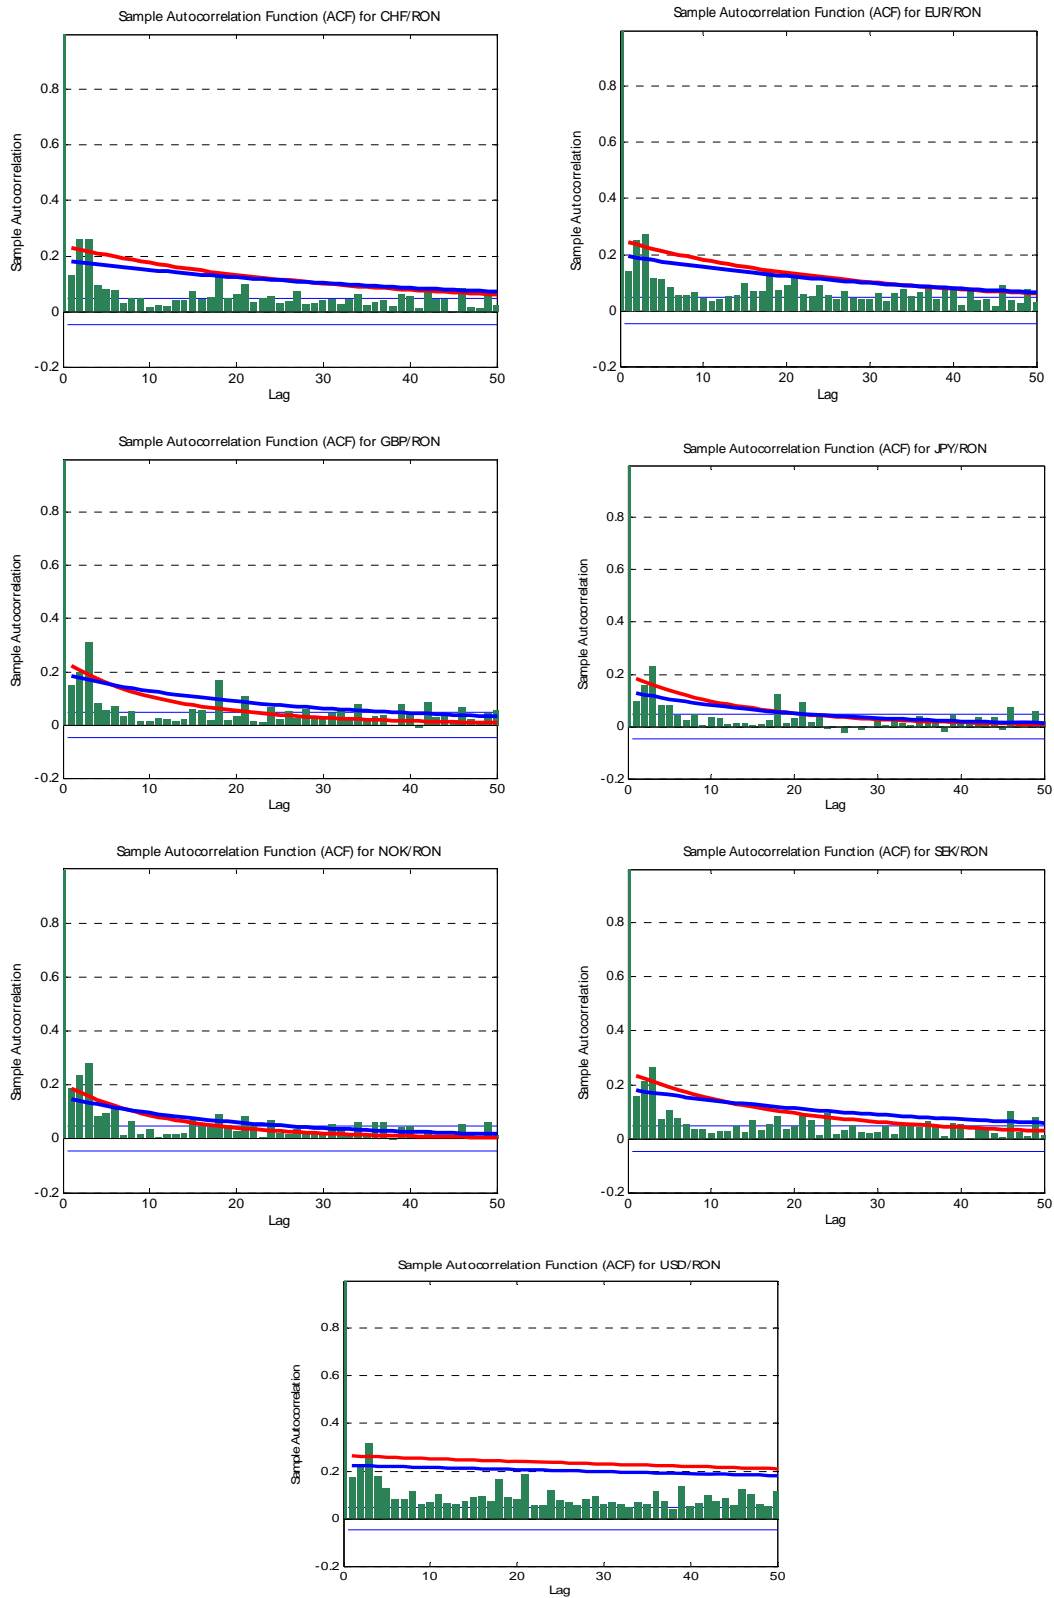 Sample Autocorrelation Function (ACF) for CHF/RON
Sample Autocorrelation
0.8
0.6
0.4
0.2
0
-0.2
0 10 20 30 40 50
Lag
Sample Autocorrelation Function (ACF) for EUR/RON
Sample Autocorrelation
0.8
0.6
0.4
0.2
0
-0.2
0 10 20 30 40 50
Lag
Sample Autocorrelation Function (ACF) for GBP/RON
Sample Autocorrelation
0.8
0.6
0.4
0.2
0
-0.2
0 10 20 30 40 50
Lag
Sample Autocorrelation Function (ACF) for JPY/RON
Sample Autocorrelation
0.8
0.6
0.4
0.2
0
-0.2
0 10 20 30 40 50
Lag
Sample Autocorrelation Function (ACF) for NOK/RON
Sample Autocorrelation
0.8
0.6
0.4
0.2
0
-0.2
0 10 20 30 40 50
Lag
Sample Autocorrelation Function (ACF) for SEK/RON
Sample Autocorrelation
0.8
0.6
0.4
0.2
0
-0.2
0 10 20 30 40 50
Lag
Sample Autocorrelation Function (ACF) for USD/RON
Sample Autocorrelation
0.8
0.6
0.4
0.2
0
-0.2
0 10 20 30 40 50
Lag